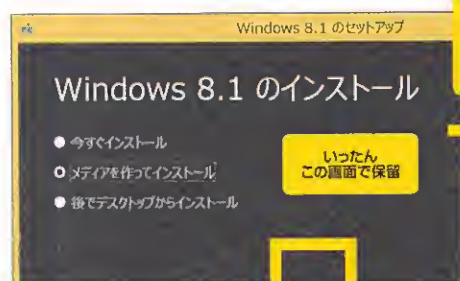 Windows 8.1 のセットアップ
Windows 8.1 のインストール
今すぐインストール
メディアを作ってインストール
後でデスクトップからインストール
いったん
この画面で保留